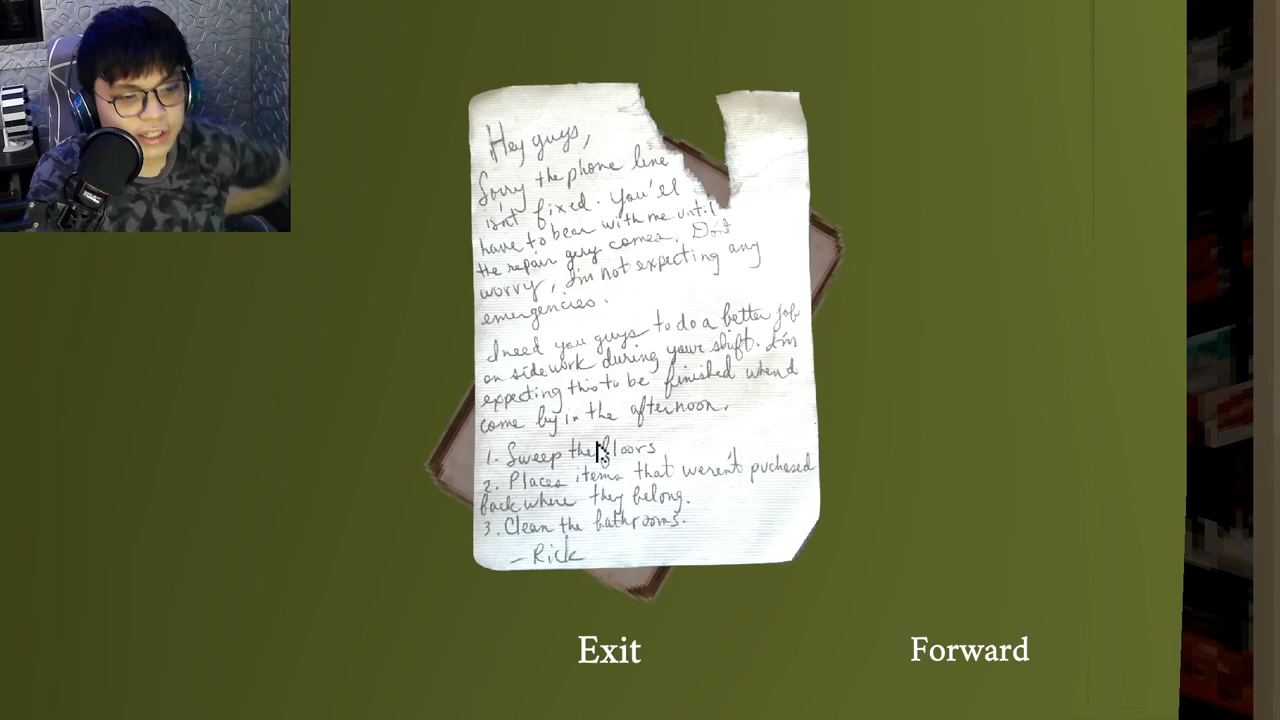 Hey guys,
Sorry the phone line
isn't fixed. You'll
have to bear with me until
the repair guy comes. Don't
worry, I'm not expecting any
emergencies.
I need you guys to do a better job
on sidework during your shift. I'm
expecting this to be finished when I
come by in the afternoon.
1. Sweep the floors
2. Places items that weren't puchased
back where they belong.
3. Clean the bathrooms.
- Rick
Exit
Forward